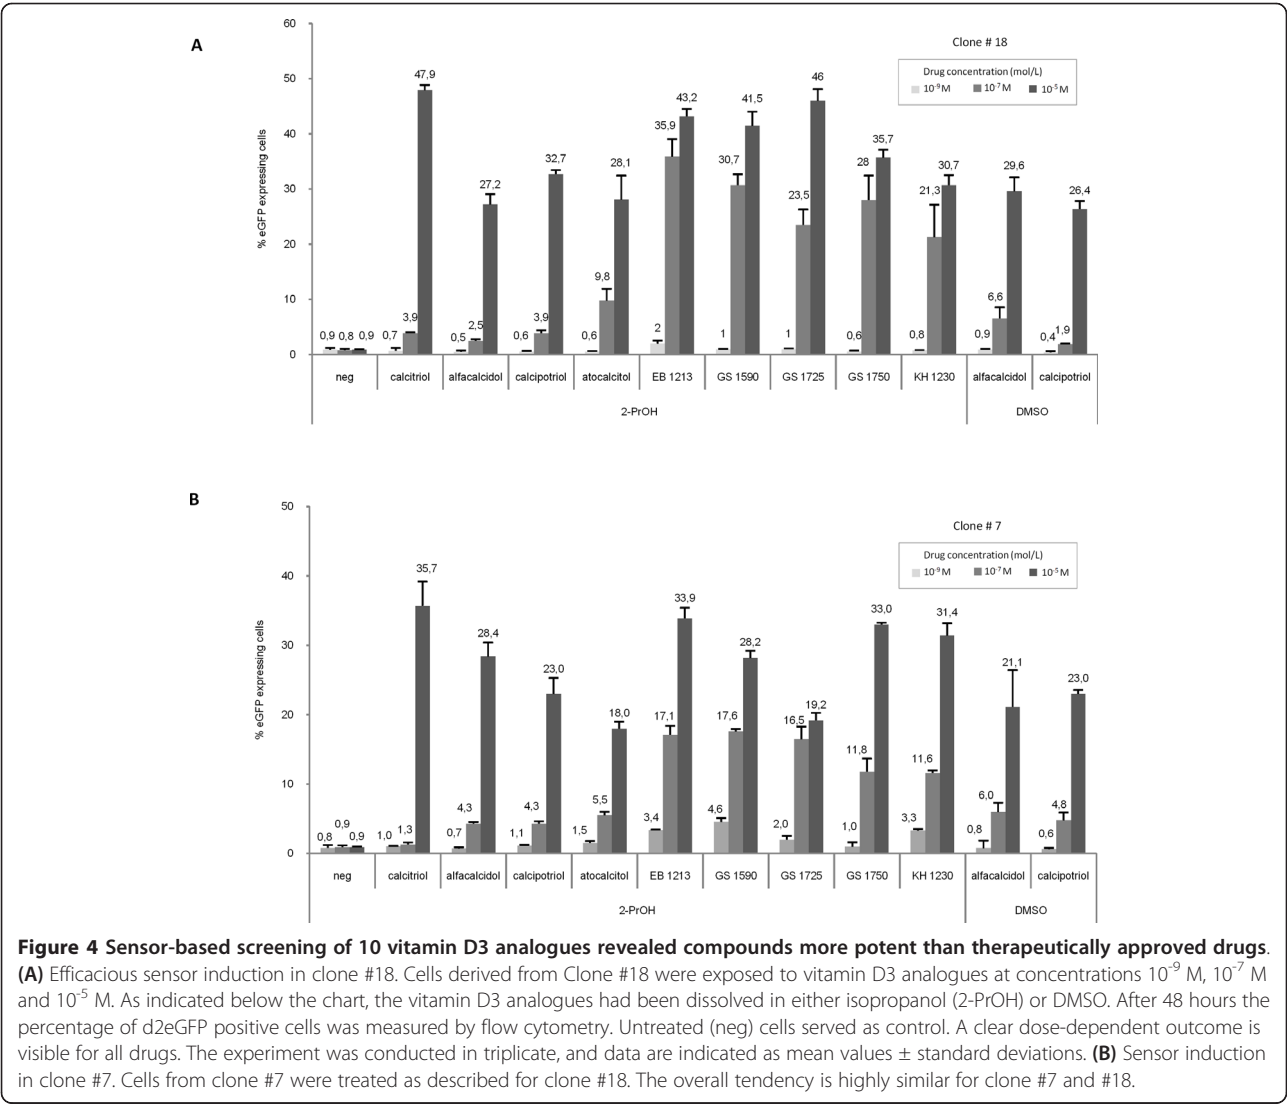 A
Clone # 18
Drug concentration (mol/L)
10⁻⁹ M 10⁻⁷ M 10⁻⁵ M
% eGFP expressing cells
60
50
40
30
20
10
0
0,9 0,8 0,9
0,7 3,9 47,9
0,5 2,5 27,2
0,6 3,9 32,7
0,6 9,8 28,1
2 35,9 43,2
1 30,7 41,5
1 23,5 46
0,6 28 35,7
0,8 21,3 30,7
0,9 6,6 29,6
0,4 1,9 26,4
neg calcitriol alfacalcidol calcipotriol atocalcitol EB 1213 GS 1590 GS 1725 GS 1750 KH 1230 alfacalcidol calcipotriol
2-PrOH DMSO
B
Clone # 7
Drug concentration (mol/L)
10⁻⁹ M 10⁻⁷ M 10⁻⁵ M
% eGFP expressing cells
50
40
30
20
10
0
0,8 0,9 0,9
1,0 1,3 35,7
0,7 4,3 28,4
1,1 4,3 23,0
1,5 5,5 18,0
3,4 17,1 33,9
4,6 17,6 28,2
2,0 16,5 19,2
1,0 11,8 33,0
3,3 11,6 31,4
0,8 6,0 21,1
0,6 4,8 23,0
neg calcitriol alfacalcidol calcipotriol atocalcitol EB 1213 GS 1590 GS 1725 GS 1750 KH 1230 alfacalcidol calcipotriol
2-PrOH DMSO
Figure 4 Sensor-based screening of 10 vitamin D3 analogues revealed compounds more potent than therapeutically approved drugs.
(A) Efficacious sensor induction in clone #18. Cells derived from Clone #18 were exposed to vitamin D3 analogues at concentrations 10⁻⁹ M, 10⁻⁷ M
and 10⁻⁵ M. As indicated below the chart, the vitamin D3 analogues had been dissolved in either isopropanol (2-PrOH) or DMSO. After 48 hours the
percentage of d2eGFP positive cells was measured by flow cytometry. Untreated (neg) cells served as control. A clear dose-dependent outcome is
visible for all drugs. The experiment was conducted in triplicate, and data are indicated as mean values ± standard deviations. (B) Sensor induction
in clone #7. Cells from clone #7 were treated as described for clone #18. The overall tendency is highly similar for clone #7 and #18.